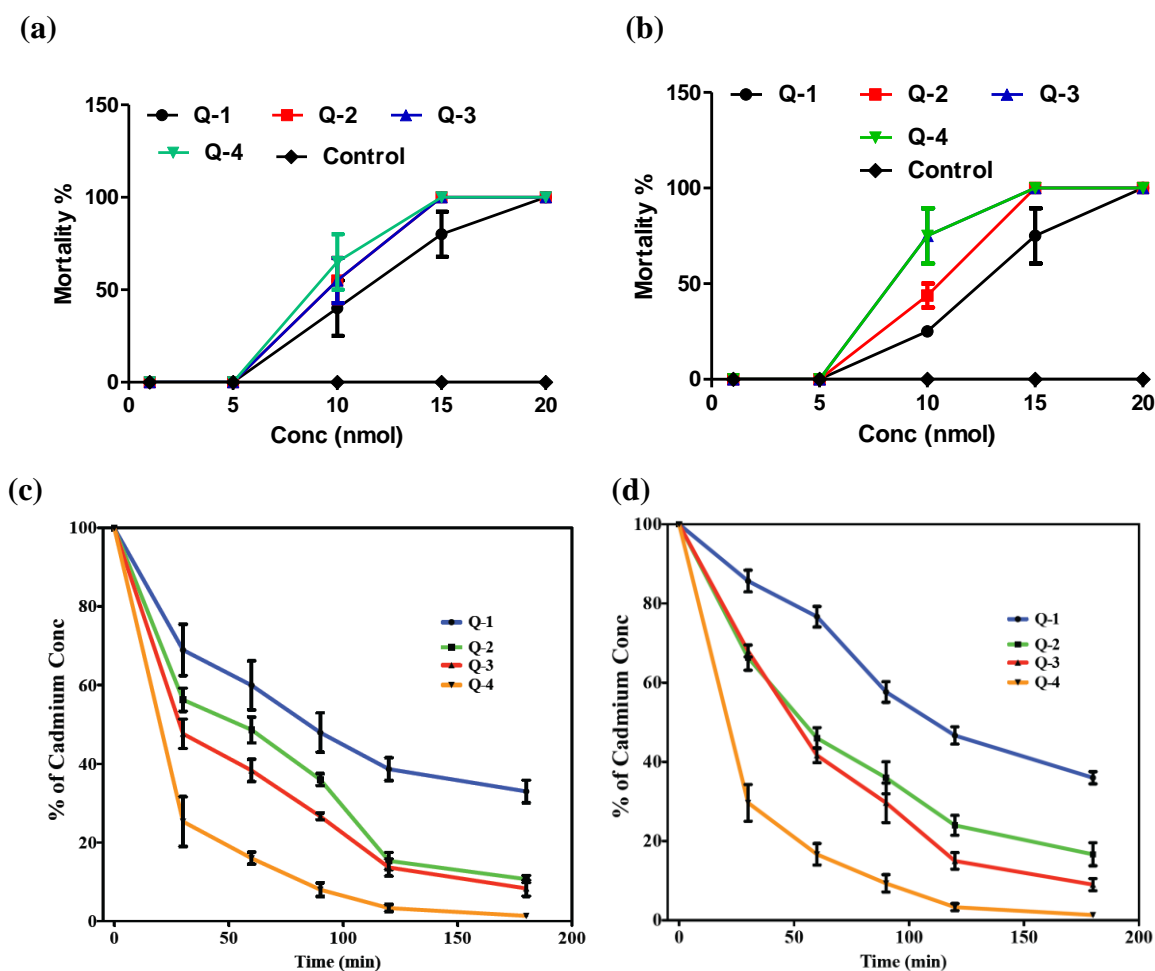 (a)
150
100
50
0
Mortality %
Q-1 Q-2 Q-3
Q-4 Control
0 5 10 15 20
Conc (nmol)
(b)
150
100
50
0
Mortality %
Q-1 Q-2 Q-3
Q-4
Control
0 5 10 15 20
Conc (nmol)
(c)
100
80
60
40
20
0
% of Cadmium Conc
Q-1
Q-2
Q-3
Q-4
0 50 100 150 200
Time (min)
(d)
100
80
60
40
20
0
% of Cadmium Conc
Q-1
Q-2
Q-3
Q-4
0 50 100 150 200
Time (min)